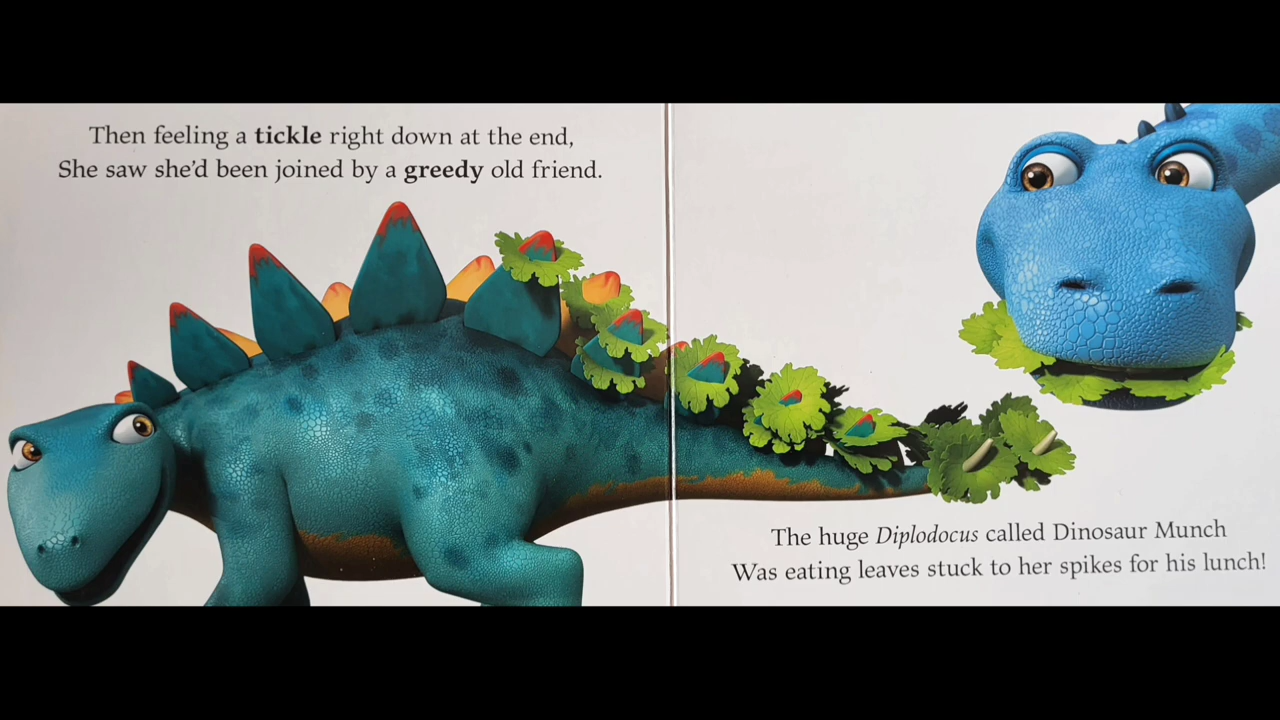 Then feeling a tickle right down at the end,
She saw she'd been joined by a greedy old friend.
The huge Diplodocus called Dinosaur Munch
Was eating leaves stuck to her spikes for his lunch!